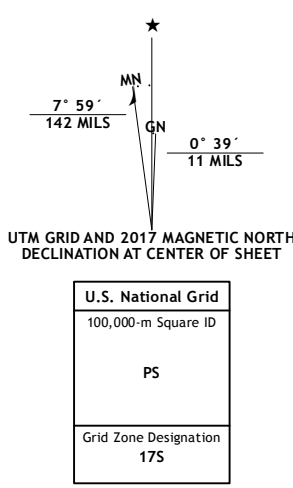 ★
MN
7° 59´
142 MILS
GN
0° 39´
11 MILS
UTM GRID AND 2017 MAGNETIC NORTH
DECLINATION AT CENTER OF SHEET
U.S. National Grid
100,000-m Square ID
PS
Grid Zone Designation
17S